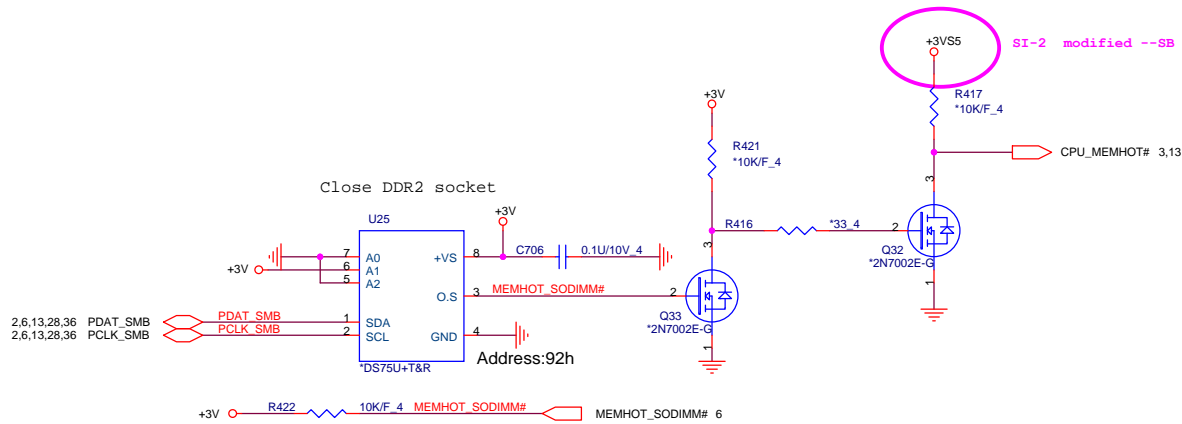 +3VS5
SI-2 modified --SB
R417
*10K/F_4
+3V
R421
*10K/F_4
CPU_MEMHOT# 3,13
3
Close DDR2 socket
U25
+3V
R416
*33_4
2
Q32
*2N7002E-G
1
C706
0.1U/10V_4
7 A0
+VS 8
+3V
6 A1
5 A2
3
O.S 3
MEMHOT_SODIMM#
2
Q33
*2N7002E-G
1
2,6,13,28,36 PDAT_SMB
PDAT_SMB
1 SDA
2,6,13,28,36 PCLK_SMB
PCLK_SMB
2 SCL
GND 4
Address:92h
*DS75U+T&R
+3V
R422
10K/F_4
MEMHOT_SODIMM#
MEMHOT_SODIMM# 6